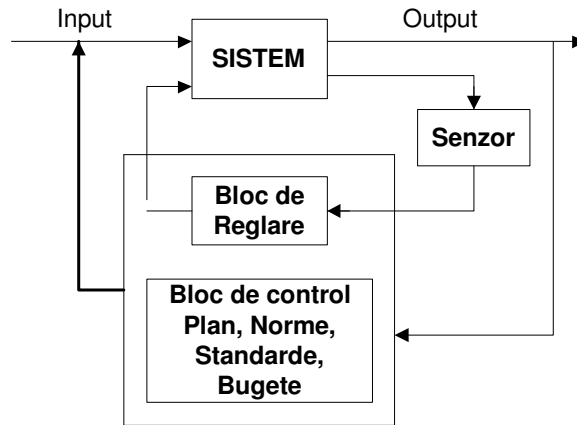 Input
Output
SISTEM
Senzor
Bloc de
Reglare
Bloc de control
Plan, Norme,
Standarde,
Bugete